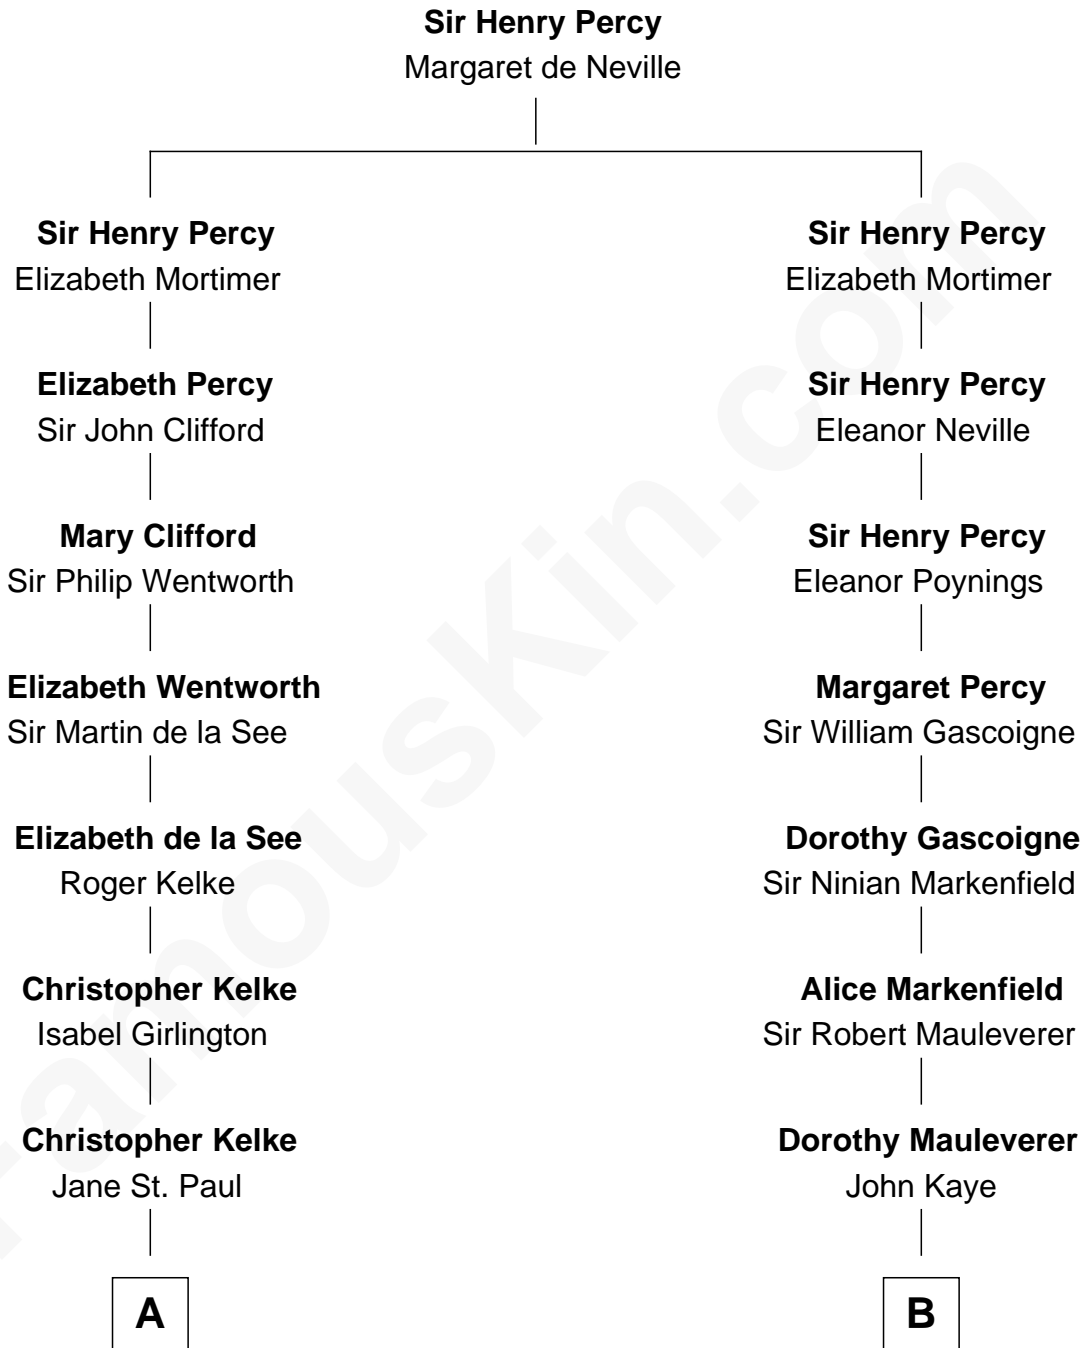 Sir Henry Percy
Margaret de Neville
Sir Henry Percy
Elizabeth Mortimer
Sir Henry Percy
Elizabeth Mortimer
Elizabeth Percy
Sir John Clifford
Sir Henry Percy
Eleanor Neville
Mary Clifford
Sir Philip Wentworth
Sir Henry Percy
Eleanor Poynings
Elizabeth Wentworth
Sir Martin de la See
Margaret Percy
Sir William Gascoigne
Elizabeth de la See
Roger Kelke
Dorothy Gascoigne
Sir Ninian Markenfield
Christopher Kelke
Isabel Girlington
Alice Markenfield
Sir Robert Mauleverer
Christopher Kelke
Jane St. Paul
Dorothy Mauleverer
John Kaye
A
B
FamousKin.com